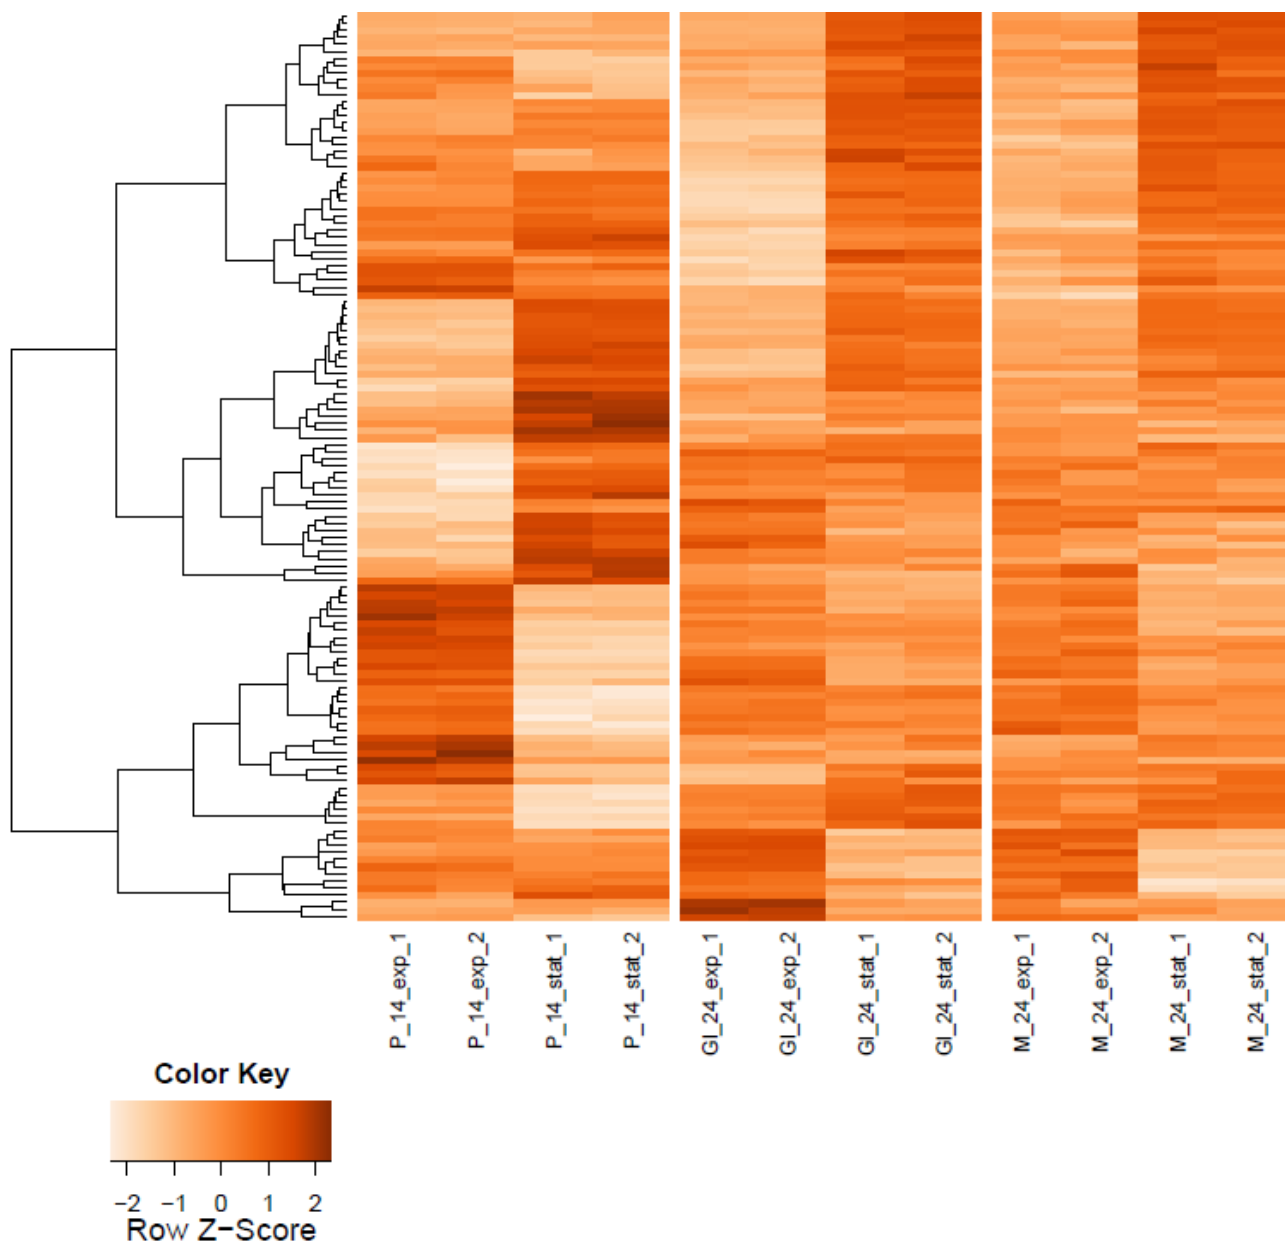 P_14_exp_1
P_14_exp_2
P_14_stat_1
P_14_stat_2
GI_24_exp_1
GI_24_exp_2
GI_24_stat_1
GI_24_stat_2
M_24_exp_1
M_24_exp_2
M_24_stat_1
M_24_stat_2
Color Key
−2 −1 0 1 2
Row Z−Score